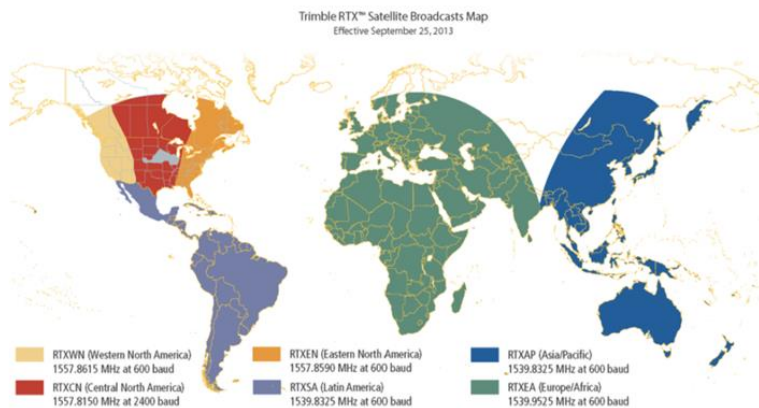 Trimble RTX™ Satellite Broadcasts Map
Effective September 25, 2013
RTXWN (Western North America)
1557.8615 MHz at 600 baud
RTXEN (Eastern North America)
1557.8590 MHz at 600 baud
RTXAP (Asia/Pacific)
1539.8325 MHz at 600 baud
RTXCN (Central North America)
1557.8150 MHz at 2400 baud
RTXSA (Latin America)
1539.8325 MHz at 600 baud
RTXEA (Europe/Africa)
1539.9525 MHz at 600 baud